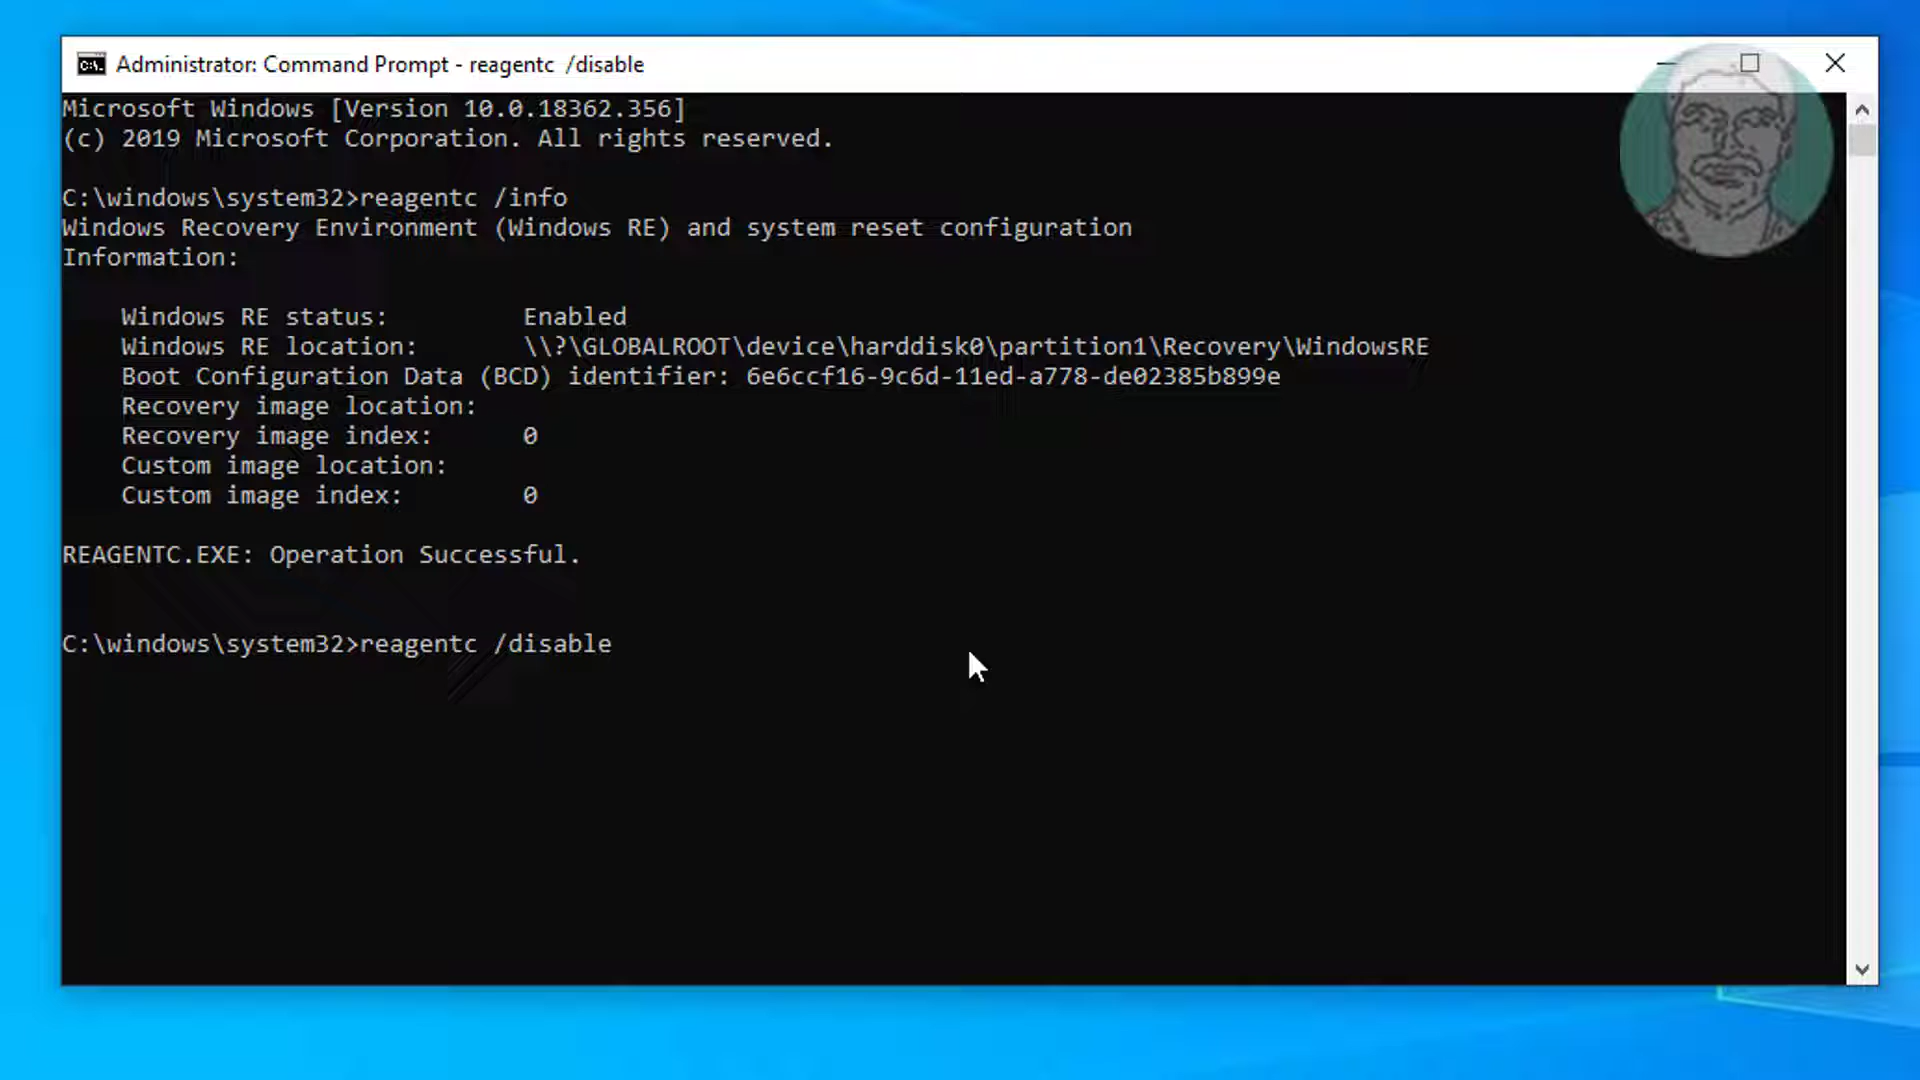 Administrator: Command Prompt - reagentc  /disable
Microsoft Windows [Version 10.0.18362.356]
(c) 2019 Microsoft Corporation. All rights reserved.
C:\windows\system32>reagentc /info
Windows Recovery Environment (Windows RE) and system reset configuration
Information:
Windows RE status:         Enabled
Windows RE location:       \\?\GLOBALROOT\device\harddisk0\partition1\Recovery\WindowsRE
Boot Configuration Data (BCD) identifier: 6e6ccf16-9c6d-11ed-a778-de02385b899e
Recovery image location:
Recovery image index:      0
Custom image location:
Custom image index:        0
REAGENTC.EXE: Operation Successful.
C:\windows\system32>reagentc /disable